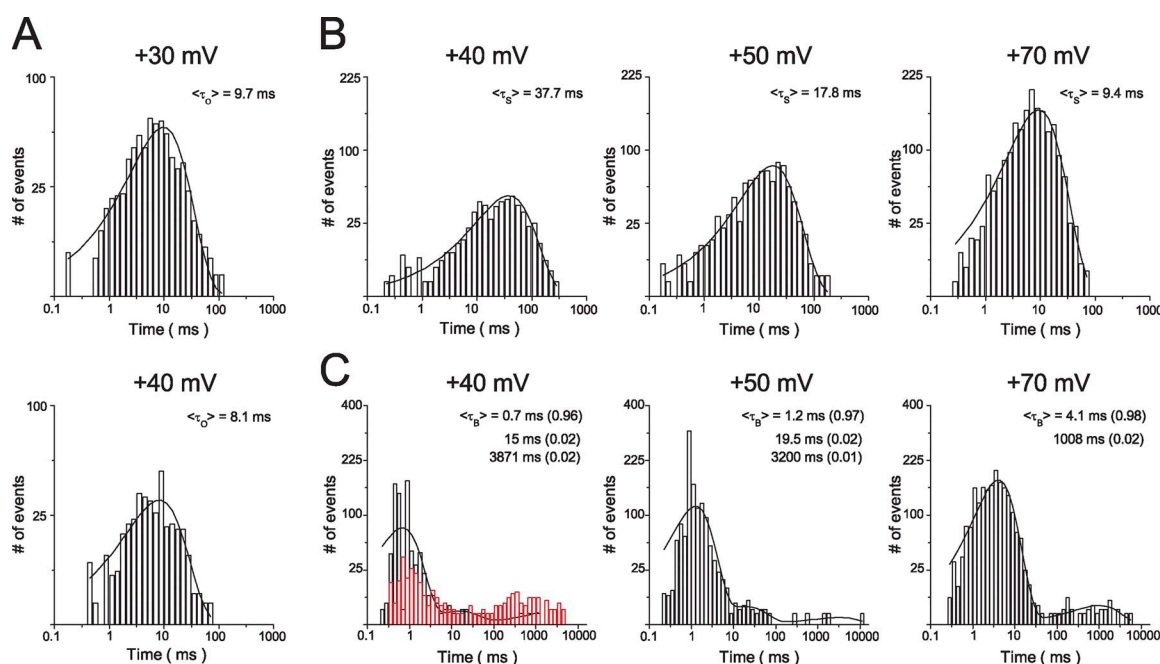 A
B
+30 mV
+40 mV
+50 mV
+70 mV
100
25
# of events
<τO> = 9.7 ms
0.1 1 10 100 1000
Time ( ms )
225
100
25
# of events
<τS> = 37.7 ms
0.1 1 10 100 1000
Time ( ms )
225
100
25
# of events
<τS> = 17.8 ms
0.1 1 10 100 1000
Time ( ms )
225
100
25
# of events
<τS> = 9.4 ms
0.1 1 10 100 1000
Time ( ms )
C
+40 mV
+40 mV
+50 mV
+70 mV
100
25
# of events
<τO> = 8.1 ms
0.1 1 10 100 1000
Time ( ms )
400
225
100
25
# of events
<τB> = 0.7 ms (0.96)
15 ms (0.02)
3871 ms (0.02)
0.1 1 10 100 1000 10000
Time ( ms )
400
225
100
25
# of events
<τB> = 1.2 ms (0.97)
19.5 ms (0.02)
3200 ms (0.01)
0.1 1 10 100 1000 10000
Time ( ms )
400
225
100
25
# of events
<τB> = 4.1 ms (0.98)
1008 ms (0.02)
0.1 1 10 100 1000 10000
Time ( ms )